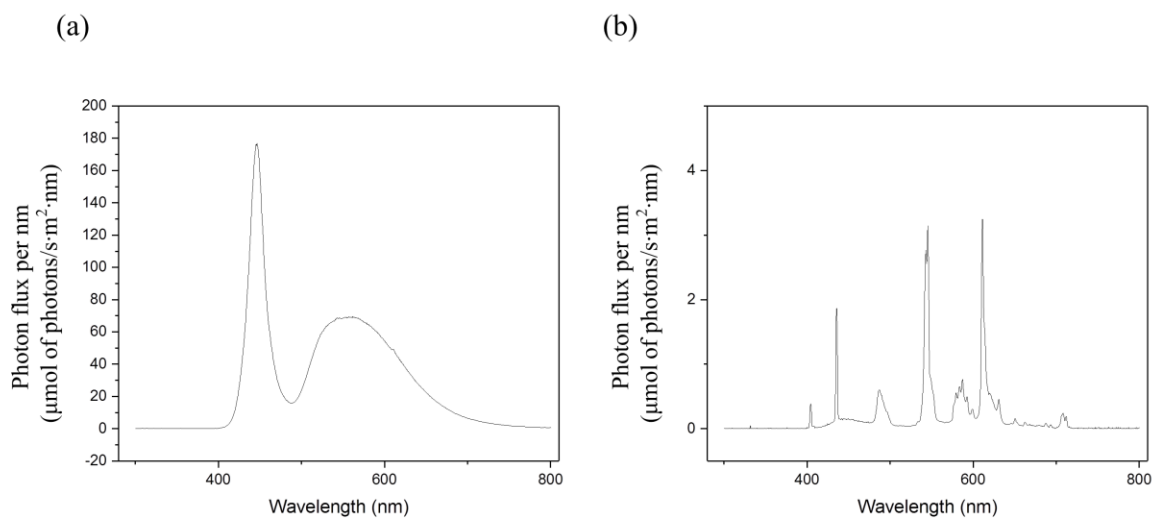 (a)
(b)
Photon flux per nm
(μmol of photons/s·m²·nm)
200
180
160
140
120
100
80
60
40
20
0
-20
400
600
800
Wavelength (nm)
Photon flux per nm
(μmol of photons/s·m²·nm)
4
2
0
400
600
800
Wavelength (nm)